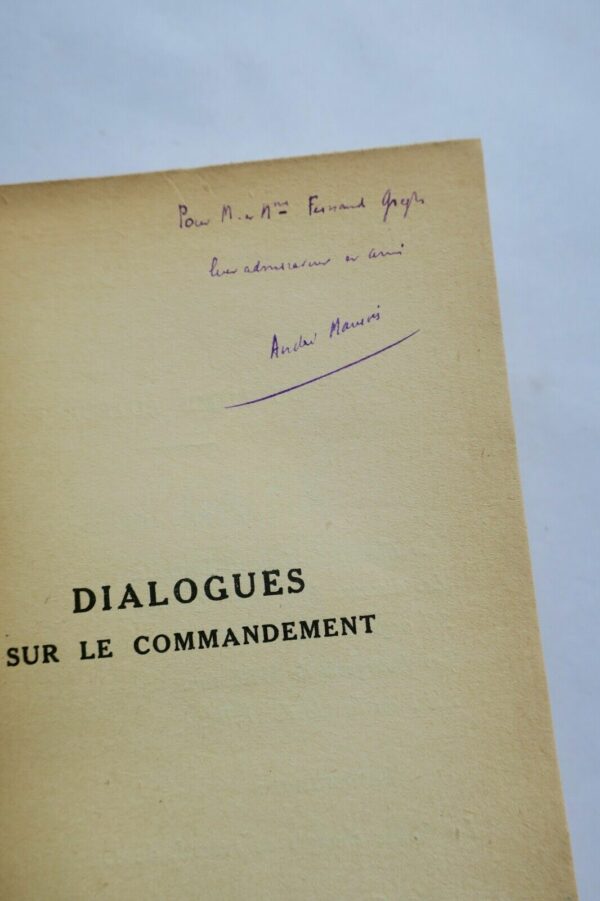 Pour M. et Mme Fernand Gregh
leur admirateur et ami
André Maurois
DIALOGUES
SUR LE COMMANDEMENT